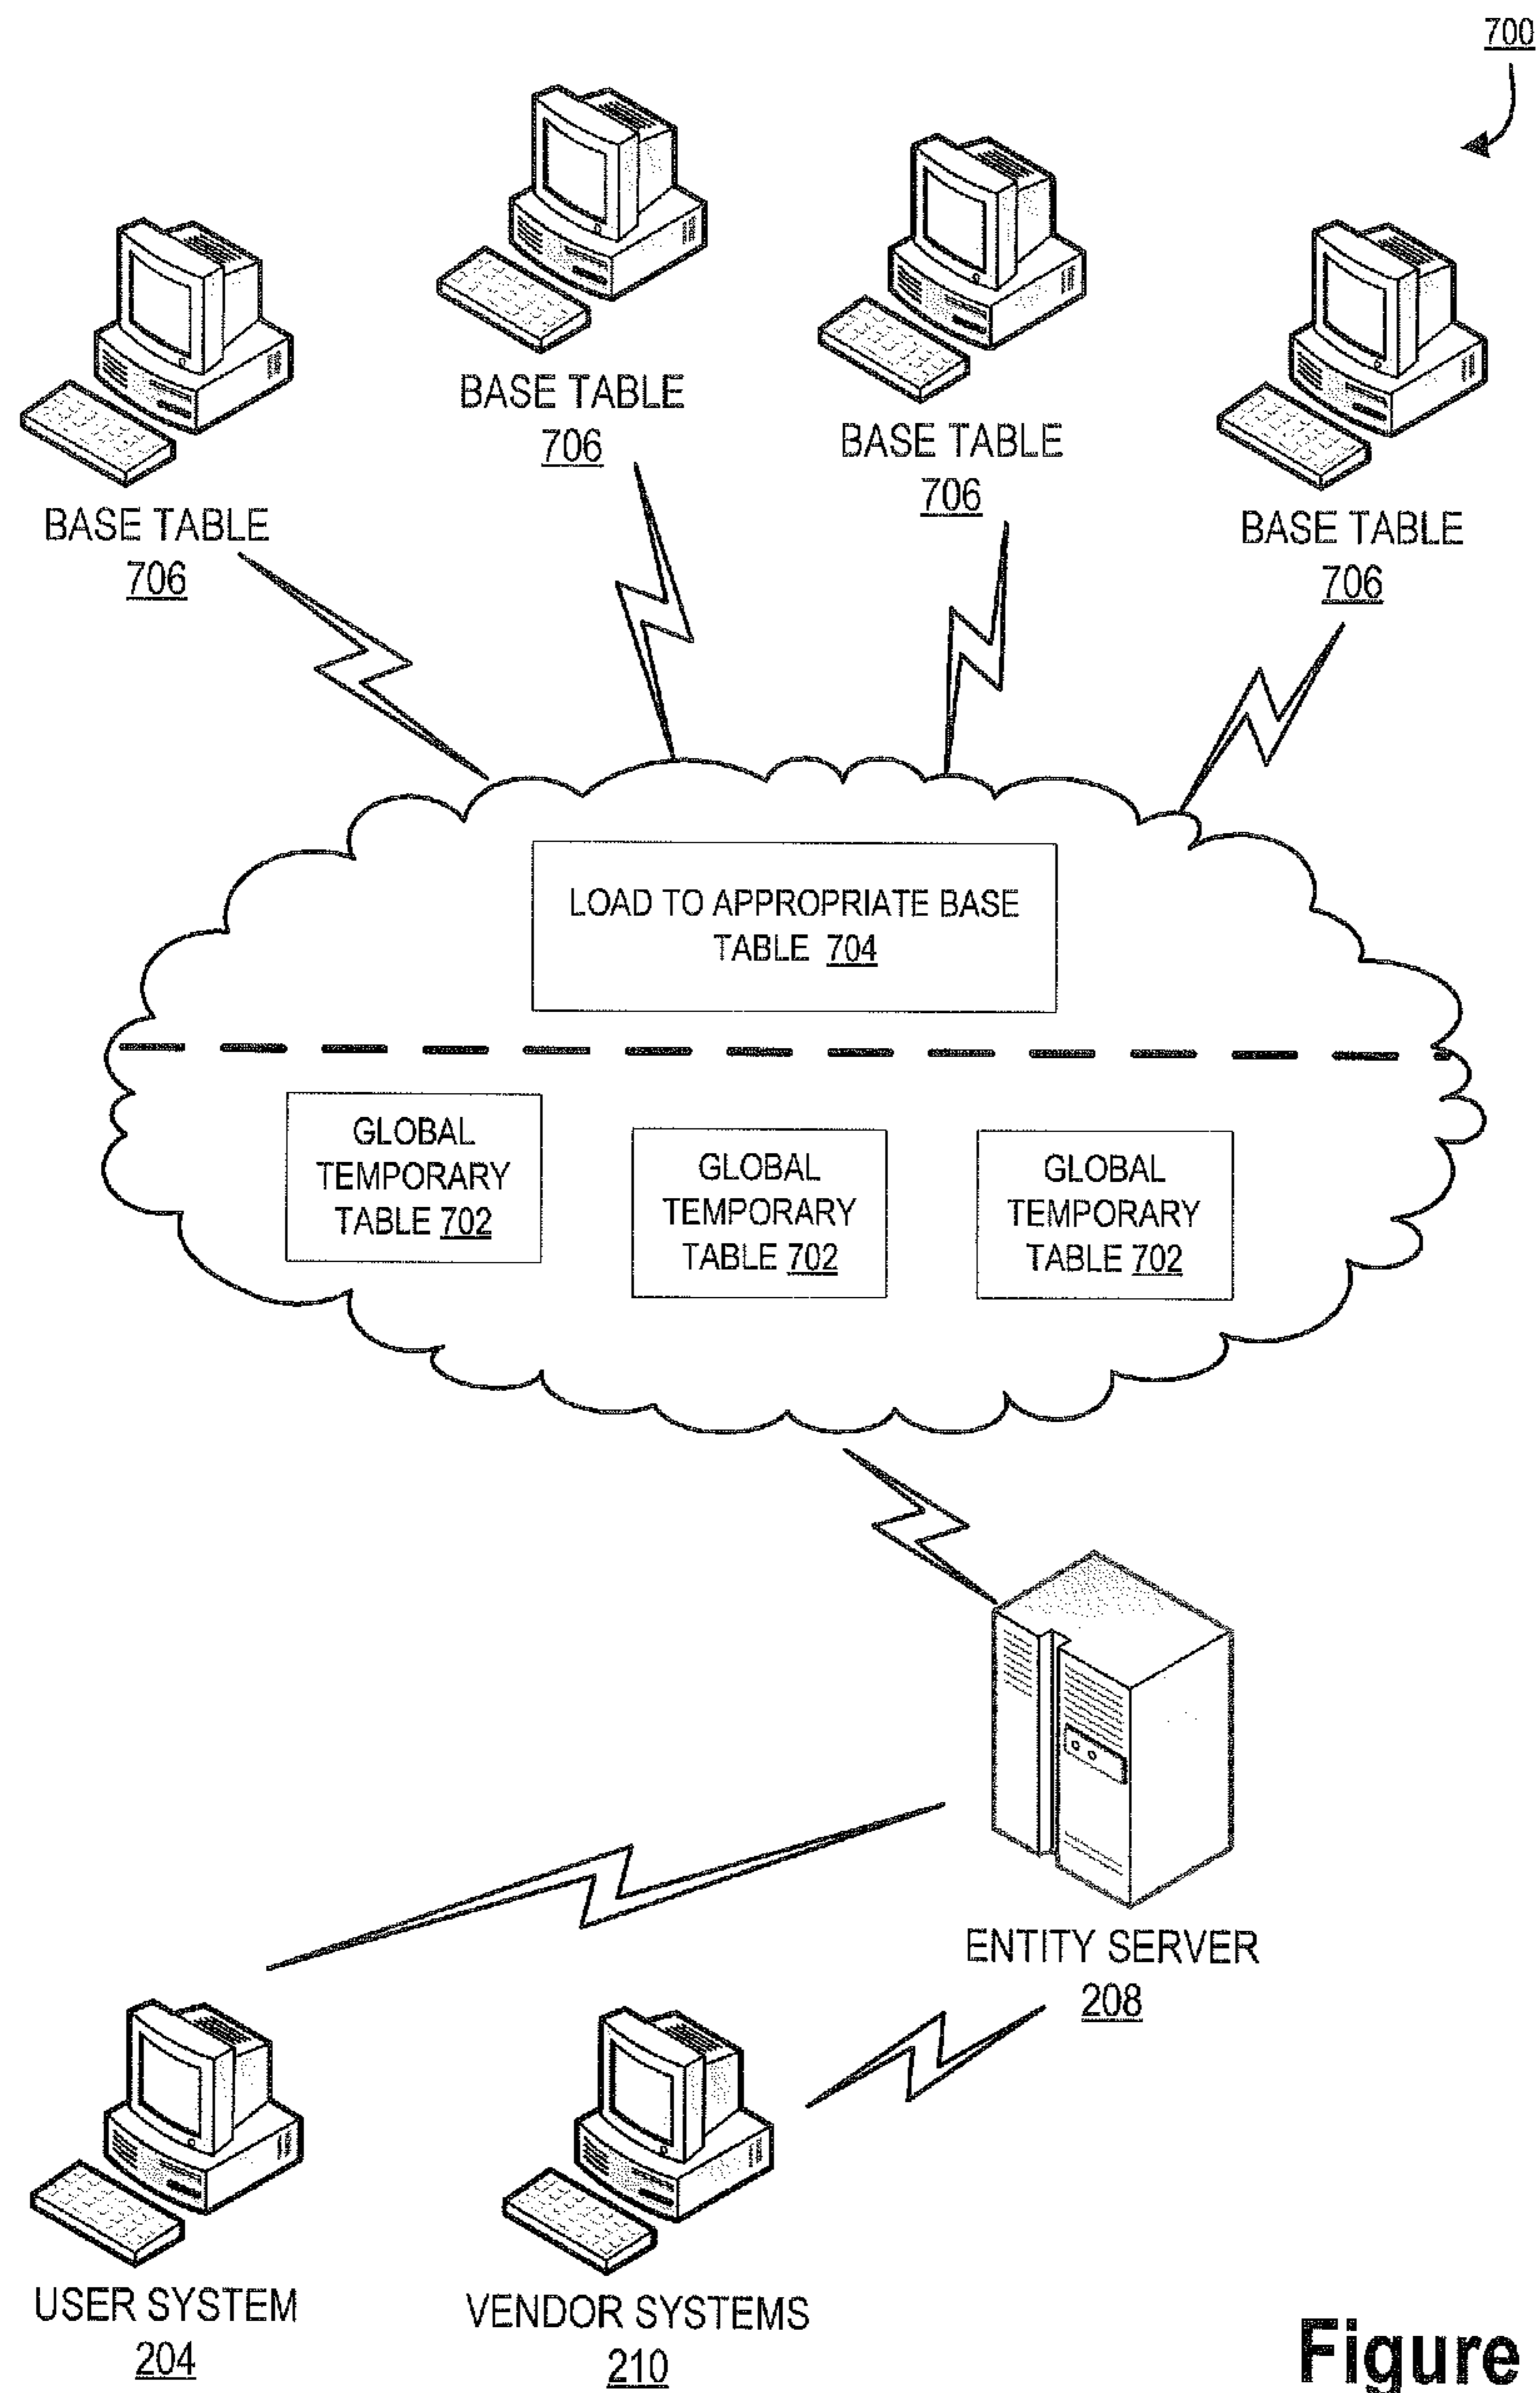 700
BASE TABLE
706
BASE TABLE
706
BASE TABLE
706
BASE TABLE
706
LOAD TO APPROPRIATE BASE
TABLE 704
GLOBAL
TEMPORARY
TABLE 702
GLOBAL
TEMPORARY
TABLE 702
GLOBAL
TEMPORARY
TABLE 702
ENTITY SERVER
208
USER SYSTEM
204
VENDOR SYSTEMS
210
Figure